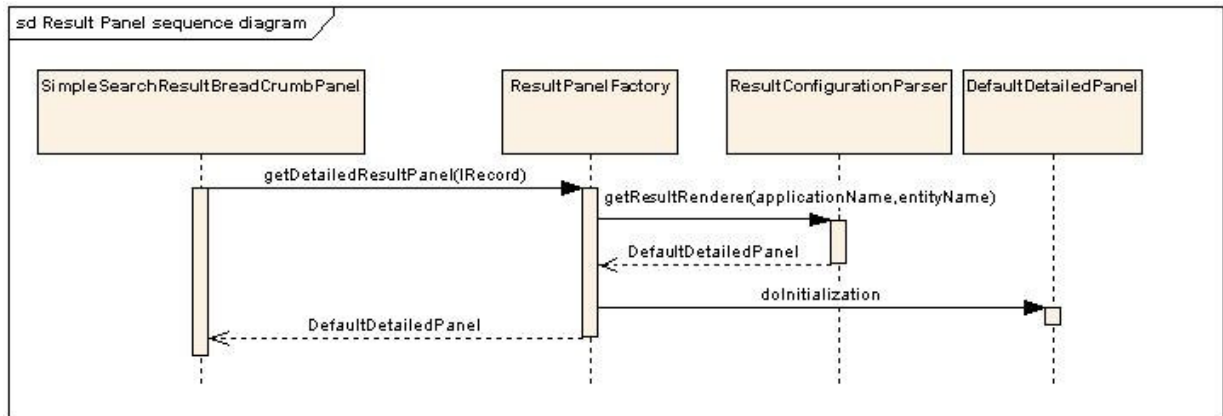 sd Result Panel sequence diagram
SimpleSearchResultBreadCrumbPanel
ResultPanelFactory
ResultConfigurationParser
DefaultDetailedPanel
getDetailedResultPanel(IRecord)
getResultRenderer(applicationName,entityName)
DefaultDetailedPanel
doInitialization
DefaultDetailedPanel